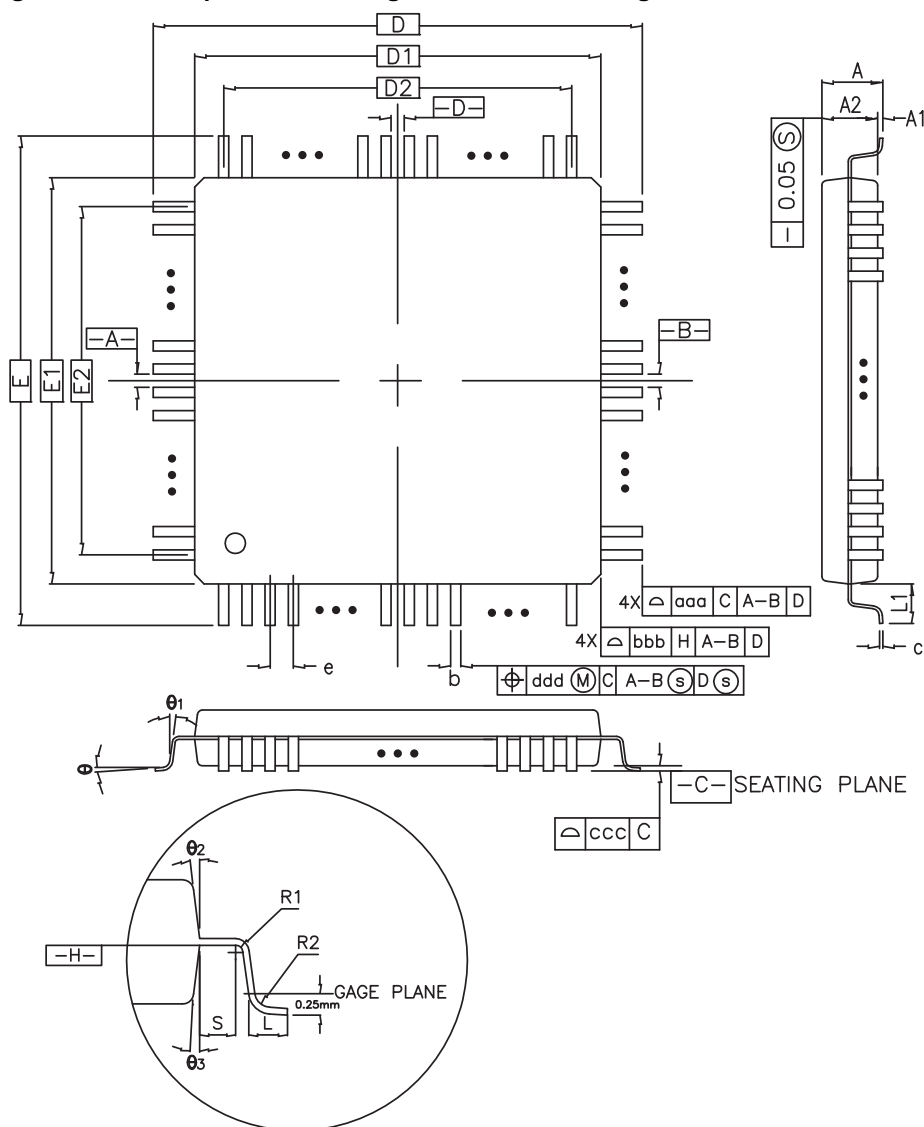 D
D1
D2
-D-
A
A2
A1
- 0.05 S
-A-
-B-
E
E1
E2
4X ⌓ aaa C A-B D
4X ⌓ bbb H A-B D
L1
c
e
b
⌖ ddd Ⓜ C A-B ⓢ D ⓢ
θ1
θ
-C- SEATING PLANE
⌓ ccc C
θ2
R1
-H-
R2
GAGE PLANE
0.25mm
S
L
θ3